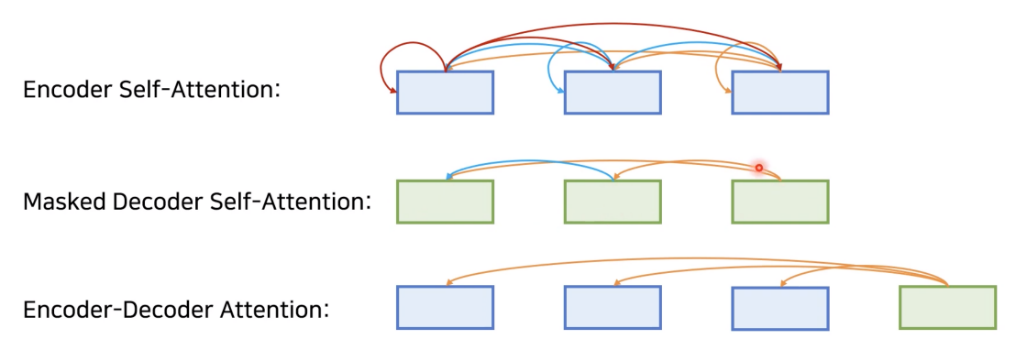 Encoder Self-Attention:
Masked Decoder Self-Attention:
Encoder-Decoder Attention: